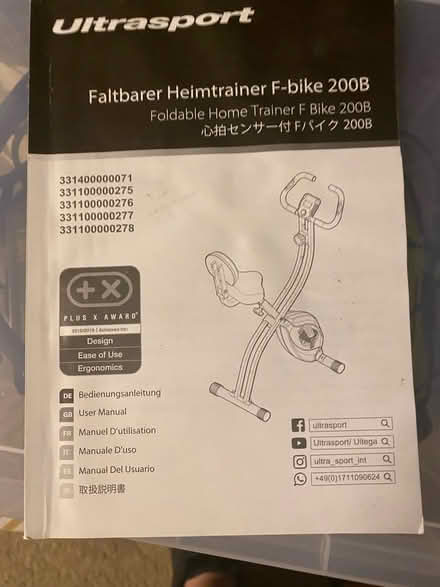 Ultrasport
Faltbarer Heimtrainer F-bike 200B
Foldable Home Trainer F Bike 200B
心拍センサー付 Fバイク 200B
331400000071
331100000275
331100000276
331100000277
331100000278
PLUS X AWARD®
Design
Ease of Use
Ergonomics
DE Bedienungsanleitung
GB User Manual
FR Manuel D'utilisation
IT Manuale D'uso
ES Manual Del Usuario
取扱説明書
ultrasport
Ultrasport/ Ultega
ultra_sport_int
+49(0)1711090624